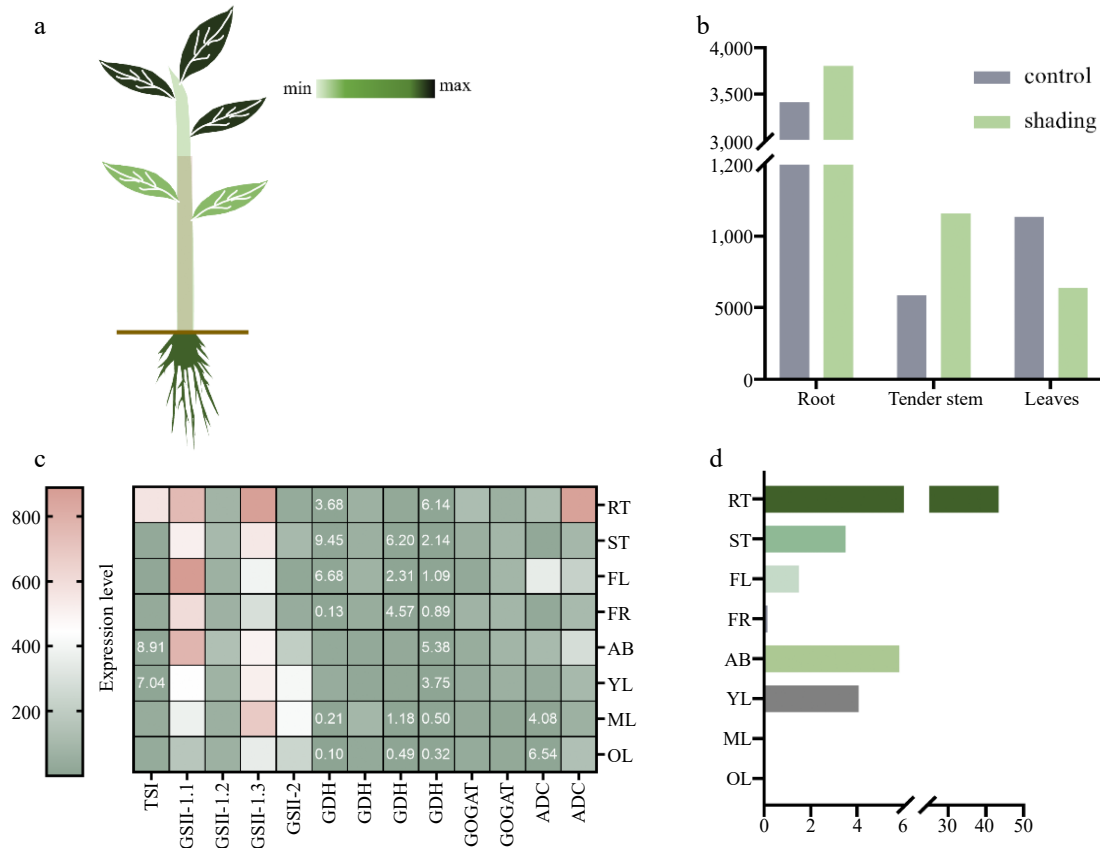 a
min
max
b
4,000
3,500
3,000
1,200
1,000
5000
0
control
shading
Root
Tender stem
Leaves
c
800
600
400
200
Expression level
3.68
6.14
RT
9.45
6.20
2.14
ST
6.68
2.31
1.09
FL
0.13
4.57
0.89
FR
8.91
5.38
AB
7.04
3.75
YL
0.21
1.18
0.50
4.08
ML
0.10
0.49
0.32
6.54
OL
TSI
GSII-1.1
GSII-1.2
GSII-1.3
GSII-2
GDH
GDH
GDH
GDH
GOGAT
GOGAT
ADC
ADC
d
RT
ST
FL
FR
AB
YL
ML
OL
0
2
4
6
30
40
50